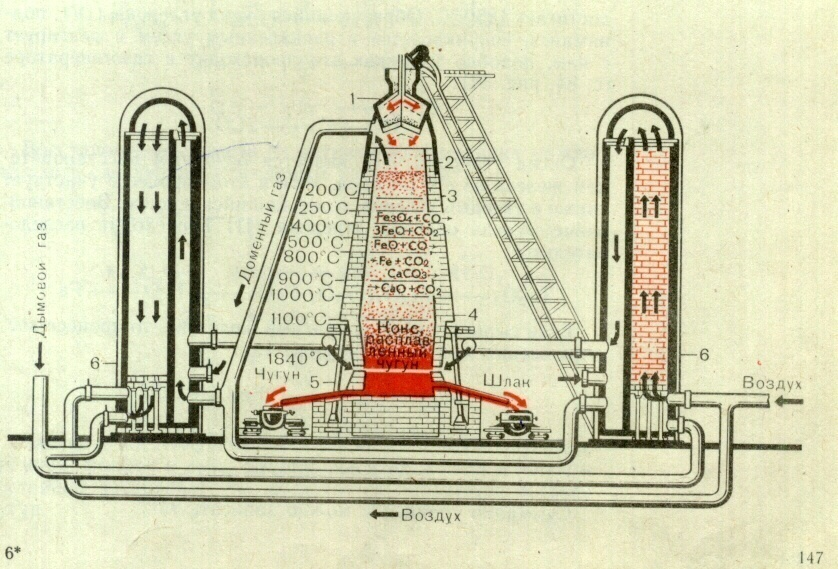 1
2
3
200°C
250°C
400°C
500°C
800°C
900°C
1000°C
1100°C
1840°C
Fe₃O₄+CO
3FeO+CO₂
FeO+CO
Fe+CO₂
CaCO₃
CaO+CO₂
4
Кокс,
расплав-
ленный
чугун
Доменный газ
Дымовой газ
6
5
Чугун
Шлак
6
Воздух
Воздух
6*
147